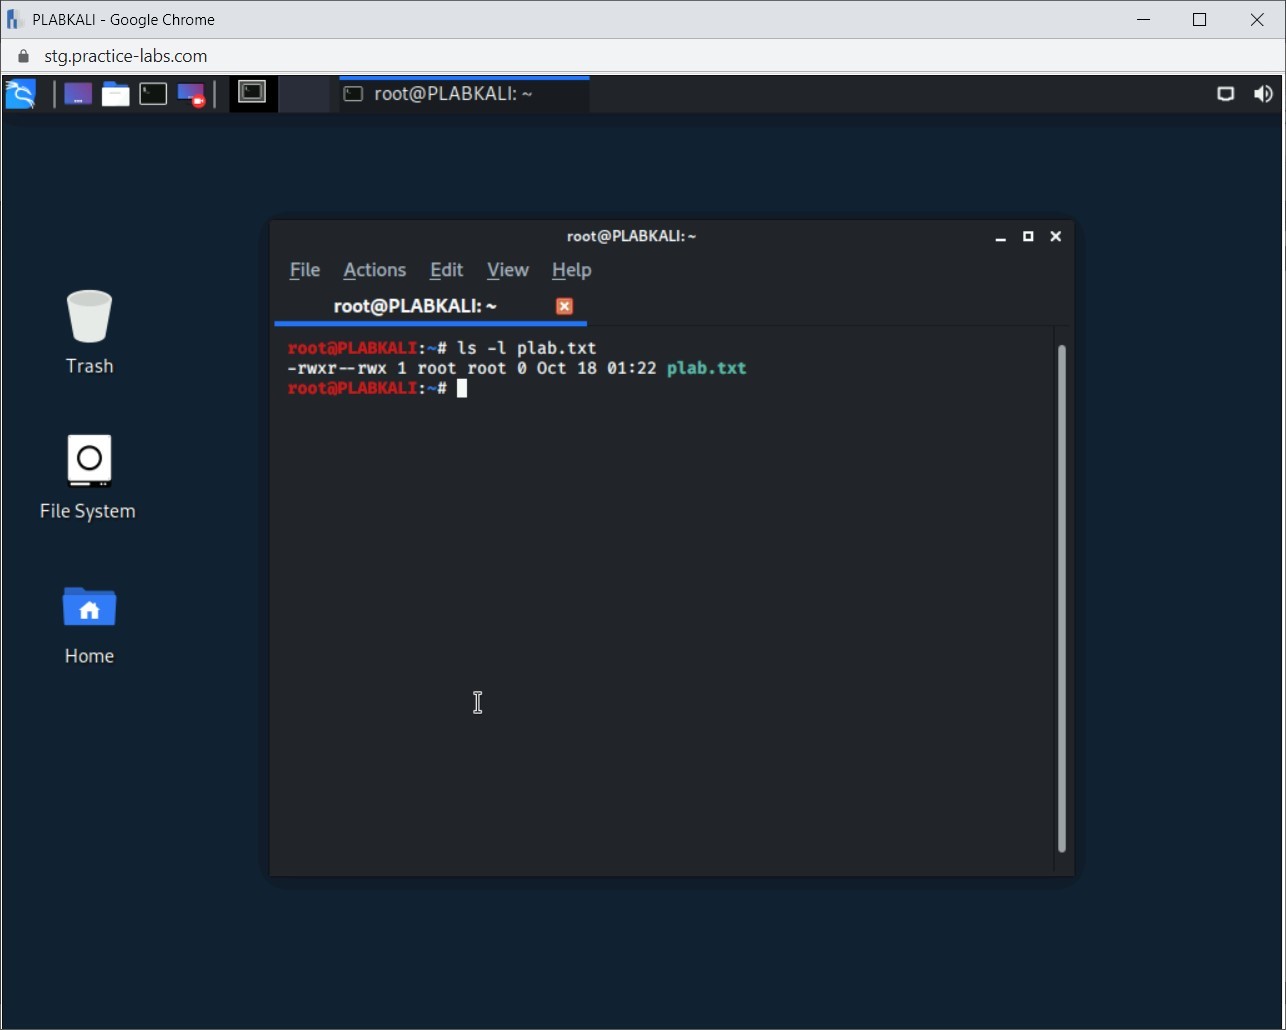 PLABKALI - Google Chrome
stg.practice-labs.com
root@PLABKALI: ~
root@PLABKALI: ~
File Actions Edit View Help
root@PLABKALI: ~
root@PLABKALI:~# ls -l plab.txt
-rwxr--rwx 1 root root 0 Oct 18 01:22 plab.txt
root@PLABKALI:~#
Trash
File System
Home